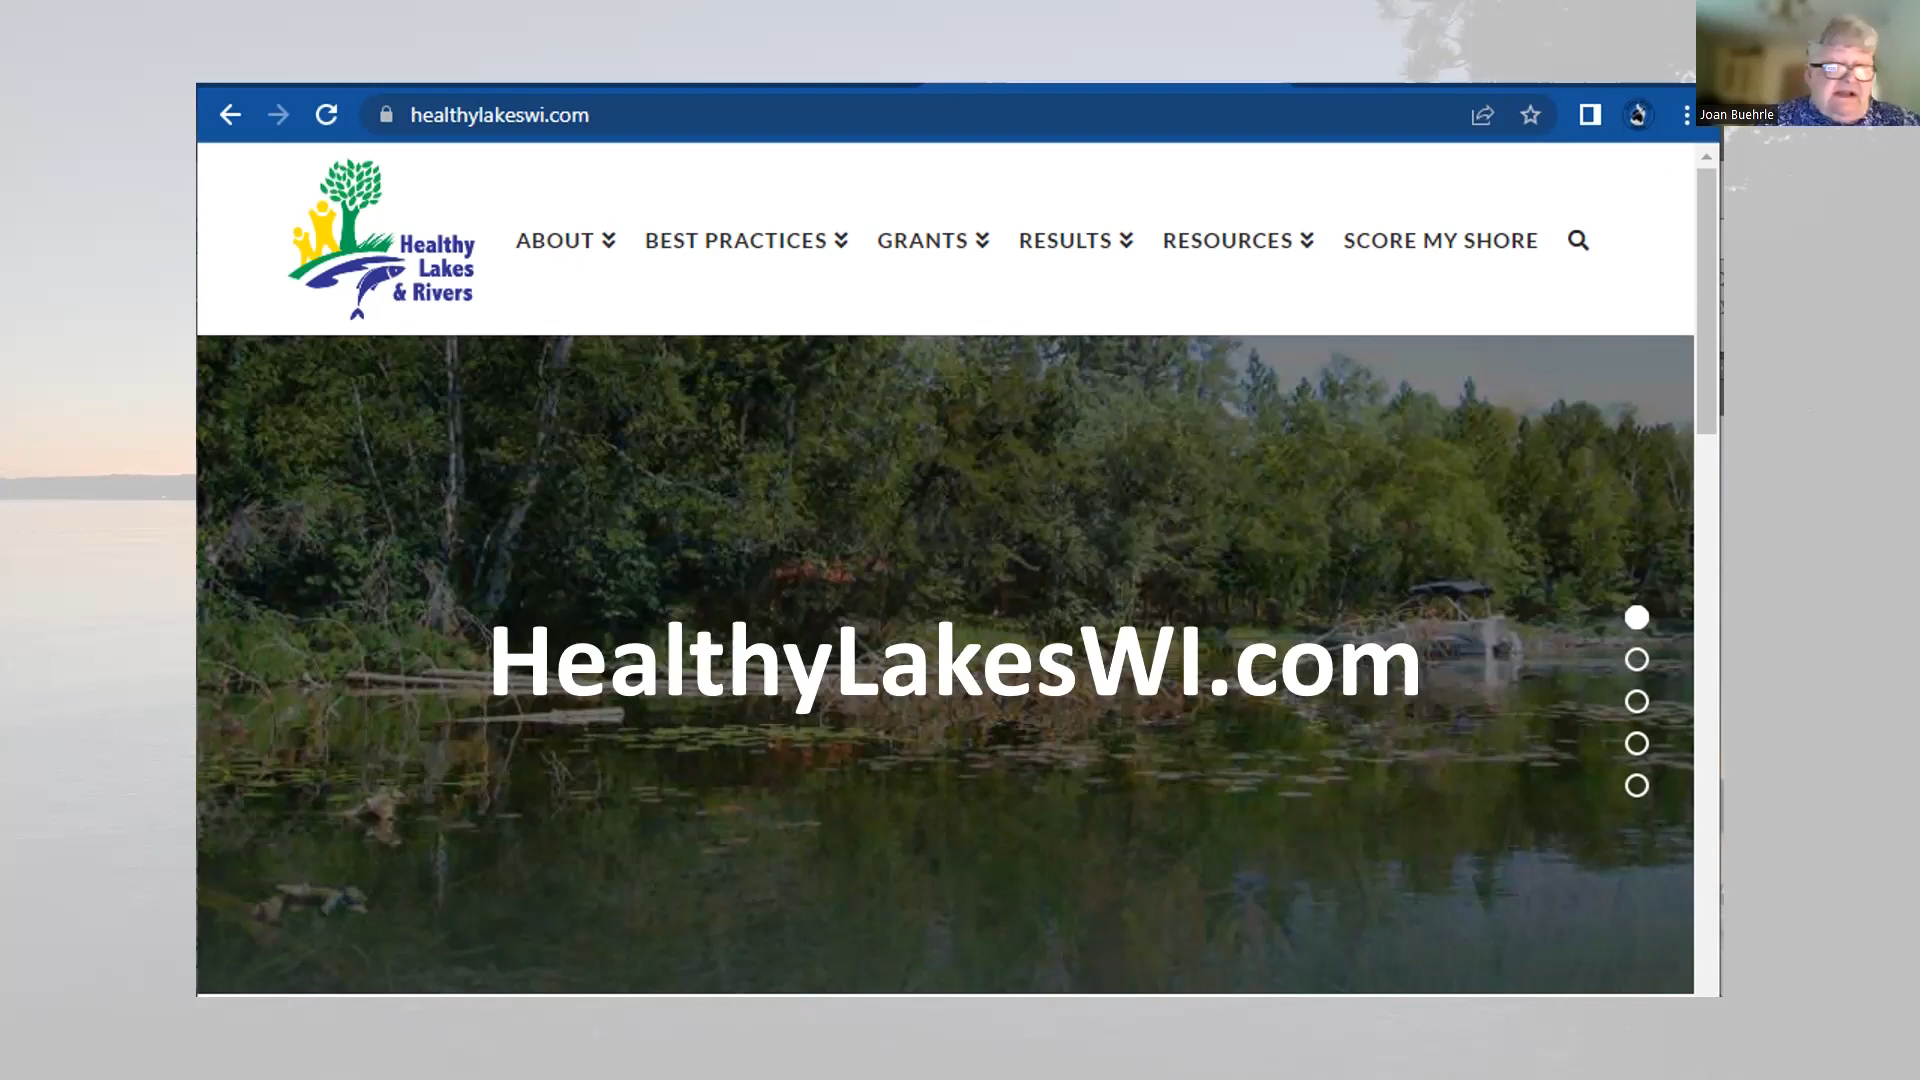 healthylakeswi.com
Joan Buehrle
Healthy
Lakes
& Rivers
ABOUT BEST PRACTICES GRANTS RESULTS RESOURCES SCORE MY SHORE
HealthyLakesWI.com